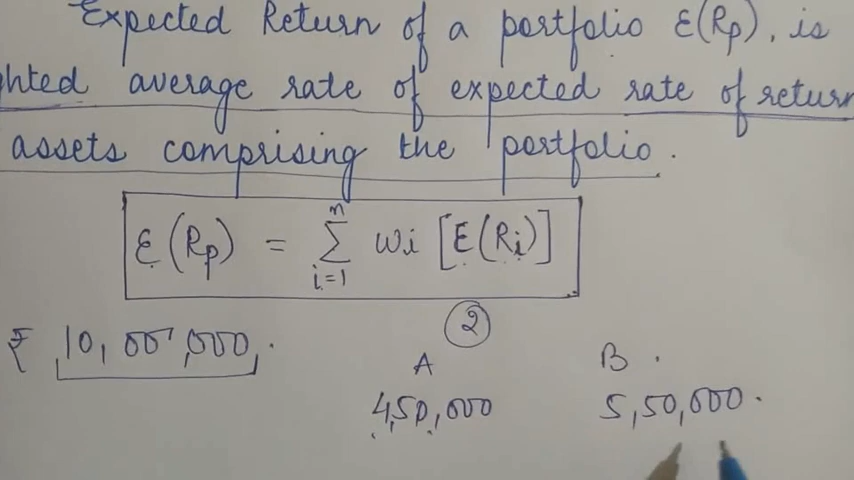 Expected Return of a portfolio E(Rp), is
hted average rate of expected rate of return
assets comprising the portfolio.
E(Rp) = n∑i=1 wi [E(Ri)]
②
₹ 10,00,000.
A B.
4,50,000 5,50,000.